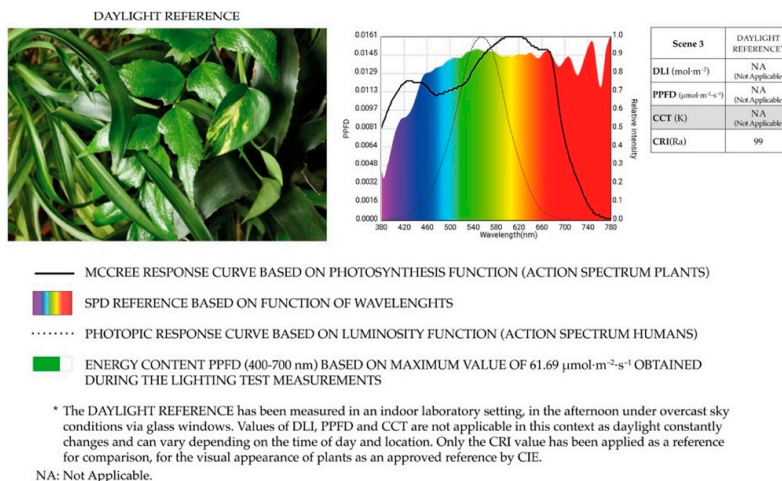 DAYLIGHT REFERENCE
0.0161
0.0145
0.0129
0.0113
0.0097
0.0081
0.0064
0.0048
0.0032
0.0016
0.0000
PPFD
1.0
0.9
0.8
0.7
0.6
0.5
0.4
0.3
0.2
0.1
0.0
Relative intensity
380 420 460 500 540 580 620 660 700 740 780
Wavelength(nm)
Scene 3 DAYLIGHT REFERENCE*
DLI (mol·m⁻²) NA
(Not Applicable)
PPFD (μmol·m⁻²·s⁻¹) NA
(Not Applicable)
CCT (K) NA
(Not Applicable)
CRI(Ra) 99
MCCREE RESPONSE CURVE BASED ON PHOTOSYNTHESIS FUNCTION (ACTION SPECTRUM PLANTS)
SPD REFERENCE BASED ON FUNCTION OF WAVELENGHTS
PHOTOPIC RESPONSE CURVE BASED ON LUMINOSITY FUNCTION (ACTION SPECTRUM HUMANS)
ENERGY CONTENT PPFD (400-700 nm) BASED ON MAXIMUM VALUE OF 61.69 μmol·m⁻²·s⁻¹ OBTAINED
DURING THE LIGHTING TEST MEASUREMENTS
* The DAYLIGHT REFERENCE has been measured in an indoor laboratory setting, in the afternoon under overcast sky
conditions via glass windows. Values of DLI, PPFD and CCT are not applicable in this context as daylight constantly
changes and can vary depending on the time of day and location. Only the CRI value has been applied as a reference
for comparison, for the visual appearance of plants as an approved reference by CIE.
NA: Not Applicable.